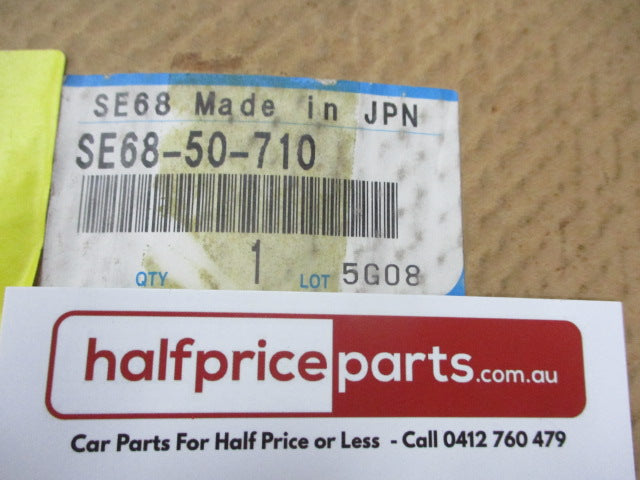 SE68 Made in JPN
SE68-50-710
QTY 1 LOT 5G08
halfpriceparts.com.au
Car Parts For Half Price or Less - Call 0412 760 479